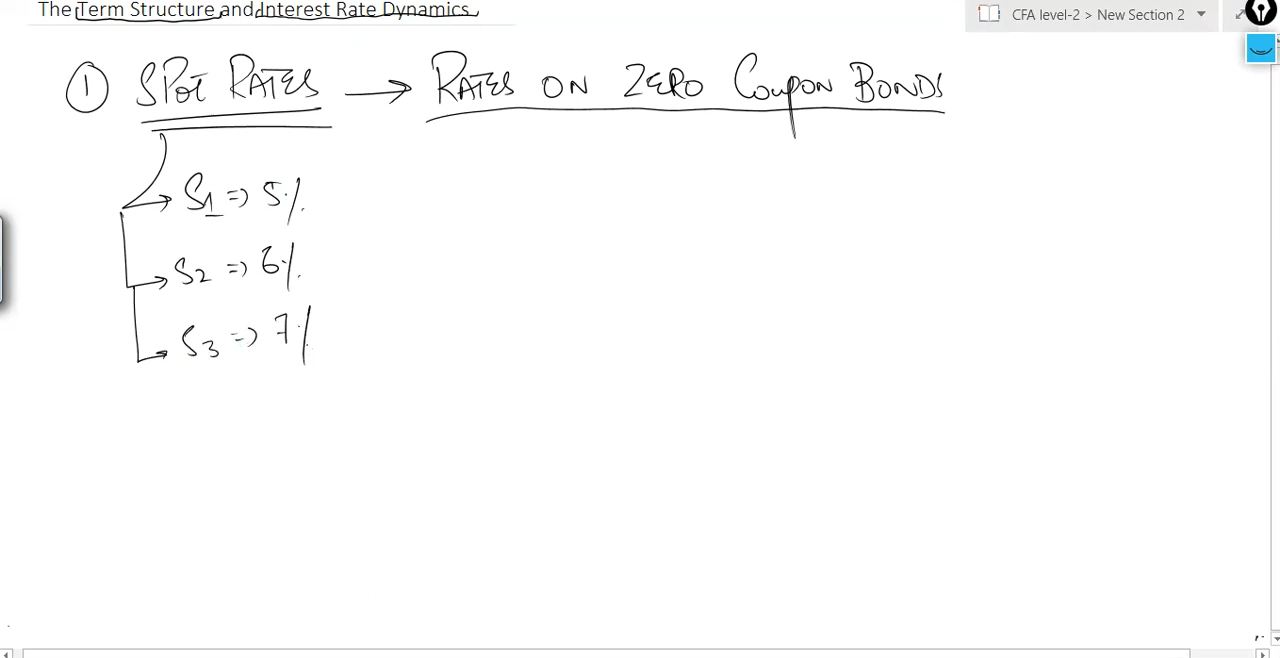 The Term Structure and Interest Rate Dynamics
CFA level-2 > New Section 2
① SPOT RATES → RATES ON ZERO COUPON BONDS
S1 => 5%
S2 => 6%
S3 => 7%